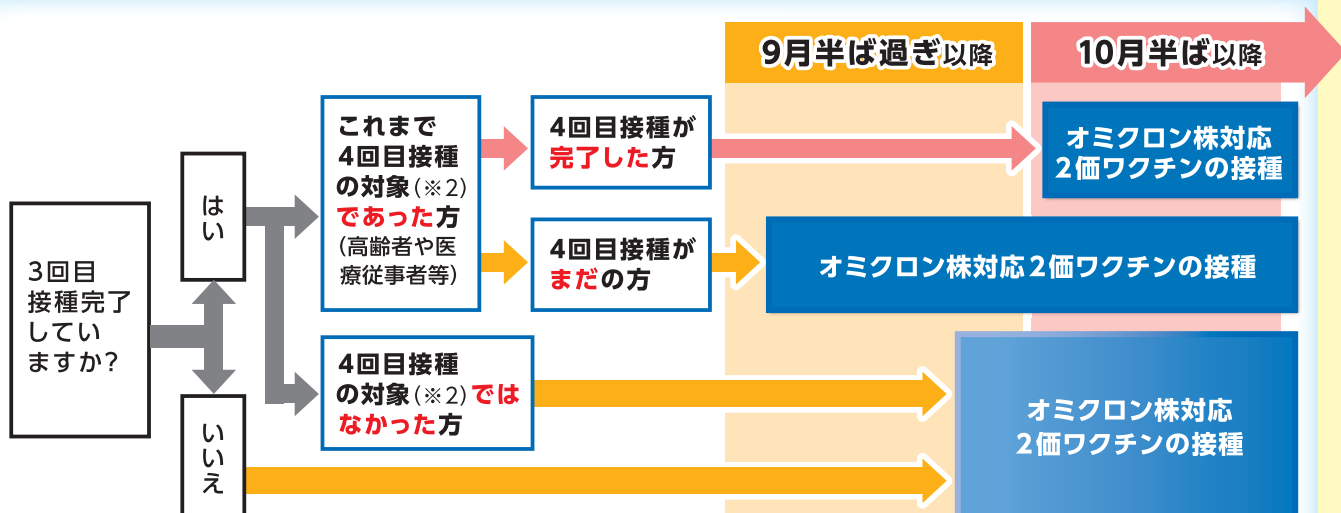 9月半ば過ぎ以降
10月半ば以降
3回目
接種完了
してい
ますか?
はい
いいえ
これまで
4回目接種
の対象(※2)
であった方
(高齢者や医
療従事者等)
4回目接種が
完了した方
オミクロン株対応
2価ワクチンの接種
4回目接種が
まだの方
オミクロン株対応2価ワクチンの接種
4回目接種
の対象(※2)では
なかった方
オミクロン株対応
2価ワクチンの接種